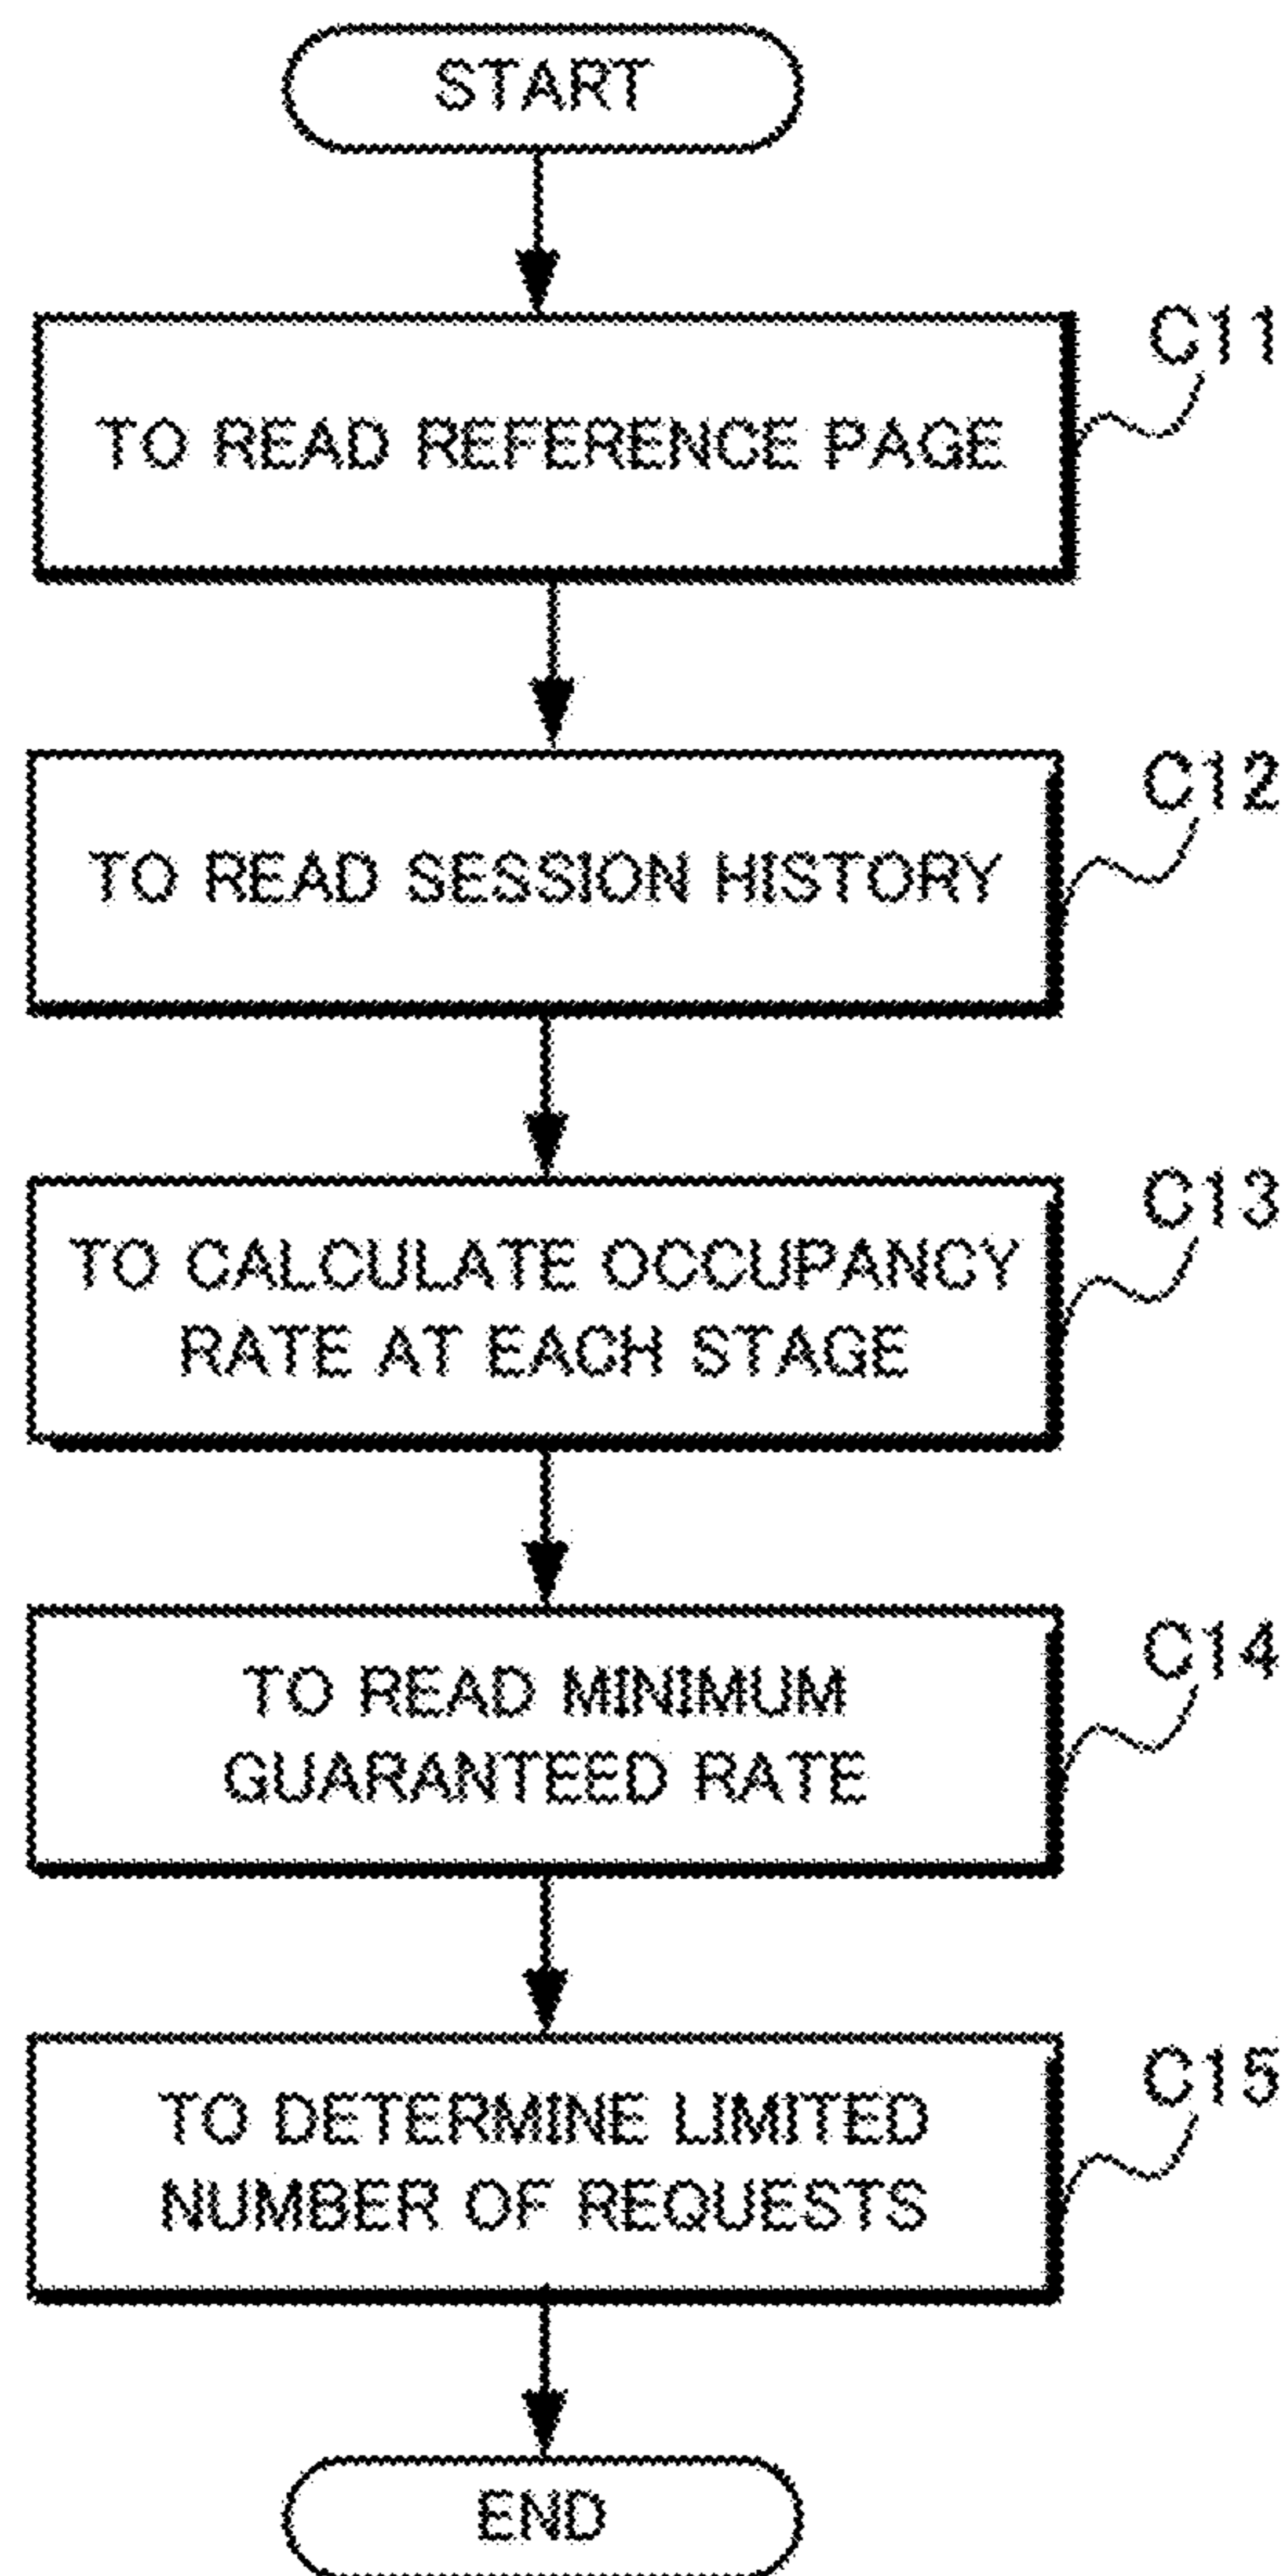 START
C11
TO READ REFERENCE PAGE
C12
TO READ SESSION HISTORY
C13
TO CALCULATE OCCUPANCY
RATE AT EACH STAGE
C14
TO READ MINIMUM
GUARANTEED RATE
C15
TO DETERMINE LIMITED
NUMBER OF REQUESTS
END